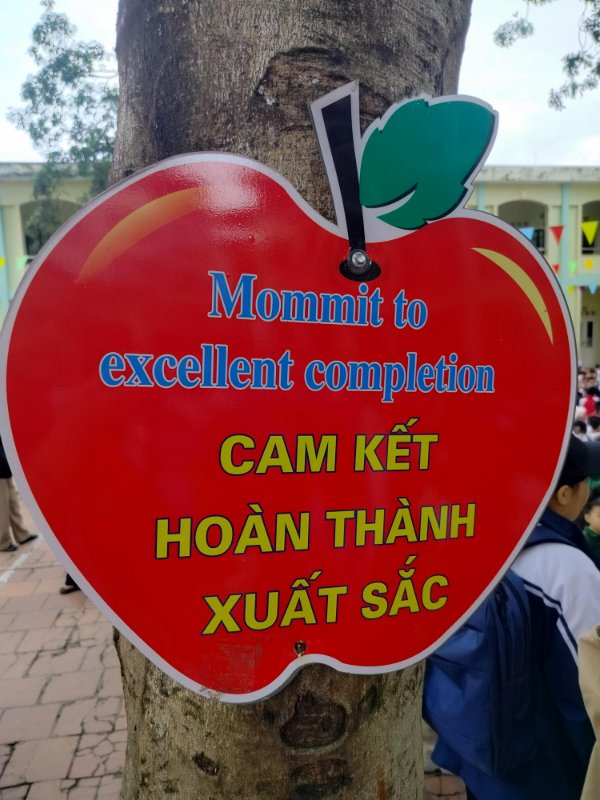 Mommit to
excellent completion
CAM KẾT
HOÀN THÀNH
XUẤT SẮC